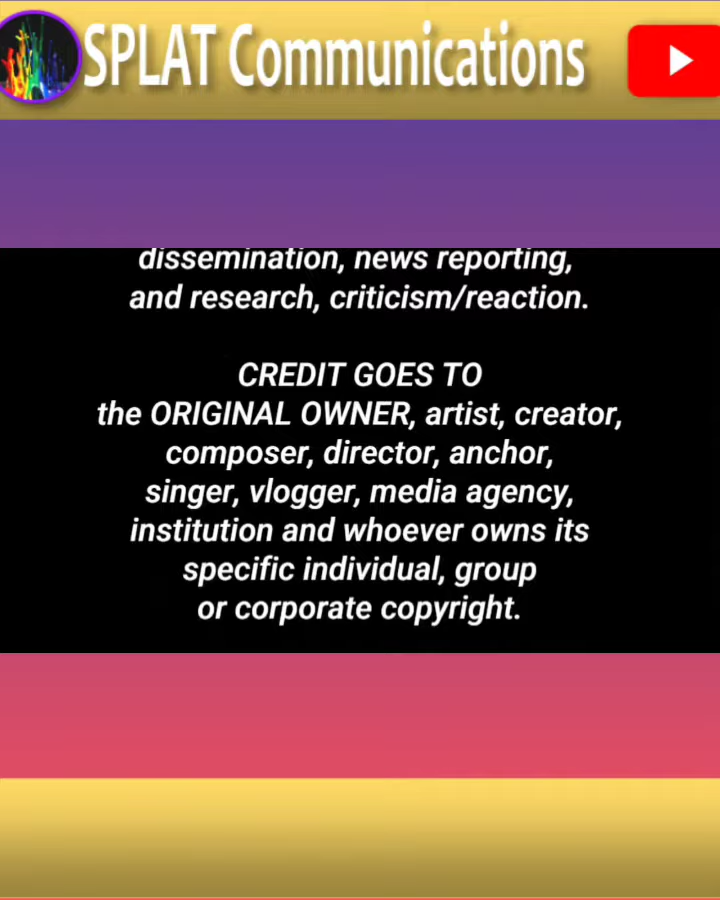 SPLAT Communications
dissemination, news reporting,
and research, criticism/reaction.
CREDIT GOES TO
the ORIGINAL OWNER, artist, creator,
composer, director, anchor,
singer, vlogger, media agency,
institution and whoever owns its
specific individual, group
or corporate copyright.